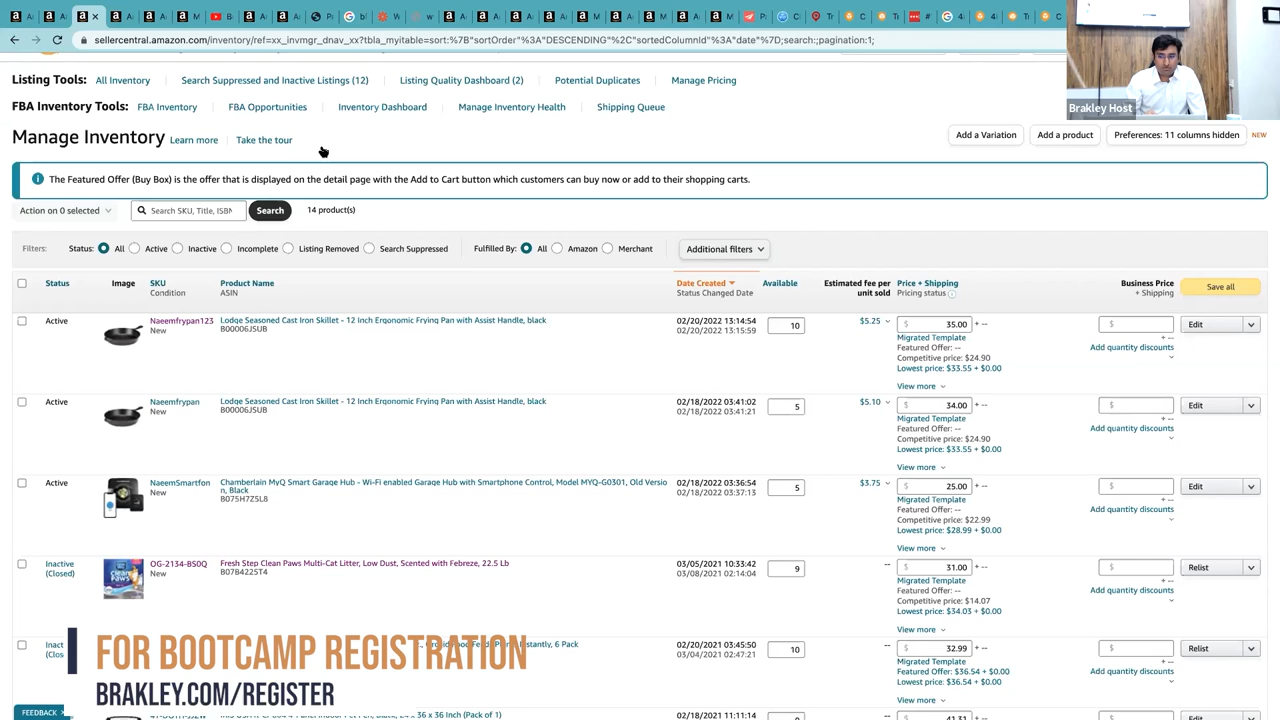 sellercentral.amazon.com/inventory/ref=xx_invmgr_dnav_xx?tbla_myitable=sort:%7B"sortOrder"%3A"DESCENDING"%2C"sortedColumnId"%3A"date"%7D;search:;pagination:1;
Brakley Host
Listing Tools: All Inventory Search Suppressed and Inactive Listings (12) Listing Quality Dashboard (2) Potential Duplicates Manage Pricing
FBA Inventory Tools: FBA Inventory FBA Opportunities Inventory Dashboard Manage Inventory Health Shipping Queue
Manage Inventory Learn more Take the tour Add a Variation Add a product Preferences: 11 columns hidden NEW
The Featured Offer (Buy Box) is the offer that is displayed on the detail page with the Add to Cart button which customers can buy now or add to their shopping carts.
Action on 0 selected Search SKU, Title, ISBN Search 14 product(s)
Filters: Status: All Active Inactive Incomplete Listing Removed Search Suppressed Fulfilled By: All Amazon Merchant Additional filters
Status Image SKU Product Name Date Created Available Estimated fee per Price + Shipping Business Price Save all
Condition ASIN Status Changed Date unit sold Pricing status + Shipping
Active Naeemfrypan123 Lodge Seasoned Cast Iron Skillet - 12 Inch Ergonomic Frying Pan with Assist Handle, black 02/20/2022 13:14:54 10 $5.25 $ 35.00 + -- $ Edit
New B00006JSUB 02/20/2022 13:15:59 + --
Migrated Template
Featured Offer: -- Add quantity discounts
Competitive price: $24.90
Lowest price: $33.55 + $0.00
View more
Active Naeemfrypan Lodge Seasoned Cast Iron Skillet - 12 Inch Ergonomic Frying Pan with Assist Handle, black 02/18/2022 03:41:02 5 $5.10 $ 34.00 + -- $ Edit
New B00006JSUB 02/18/2022 03:41:21 + --
Migrated Template
Featured Offer: -- Add quantity discounts
Competitive price: $24.90
Lowest price: $33.55 + $0.00
View more
Active NaeemSmartfon Chamberlain MyQ Smart Garage Hub - Wi-Fi enabled Garage Hub with Smartphone Control, Model MYQ-G0301, Old Versio 02/18/2022 03:36:54 5 $3.75 $ 25.00 + -- $ Edit
New n, Black 02/18/2022 03:37:13 + --
B075H7Z5L8
Migrated Template
Featured Offer: -- Add quantity discounts
Competitive price: $22.99
Lowest price: $28.99 + $0.00
View more
Inactive OG-2134-BS0Q Fresh Step Clean Paws Multi-Cat Litter, Low Dust, Scented with Febreze, 22.5 Lb 03/05/2021 10:33:42 9 -- $ 31.00 + -- $ Relist
(Closed) New B07B4225T4 03/08/2021 02:14:04 + --
Migrated Template
Featured Offer: -- Add quantity discounts
Competitive price: $14.07
Lowest price: $34.03 + $0.00
View more
Instantly, 6 Pack 02/20/2021 03:45:50 10 -- $ 32.99 + -- $ Relist
03/04/2021 02:47:21 + --
Migrated Template
Featured Offer: $36.54 + $0.00 Add quantity discounts
Lowest price: $36.54 + $0.00
View more
FOR BOOTCAMP REGISTRATION
BRAKLEY.COM/REGISTER
FEEDBACK
36 x 36 Inch (Pack of 1) 02/18/2021 11:11:14 $ 41.31 + --